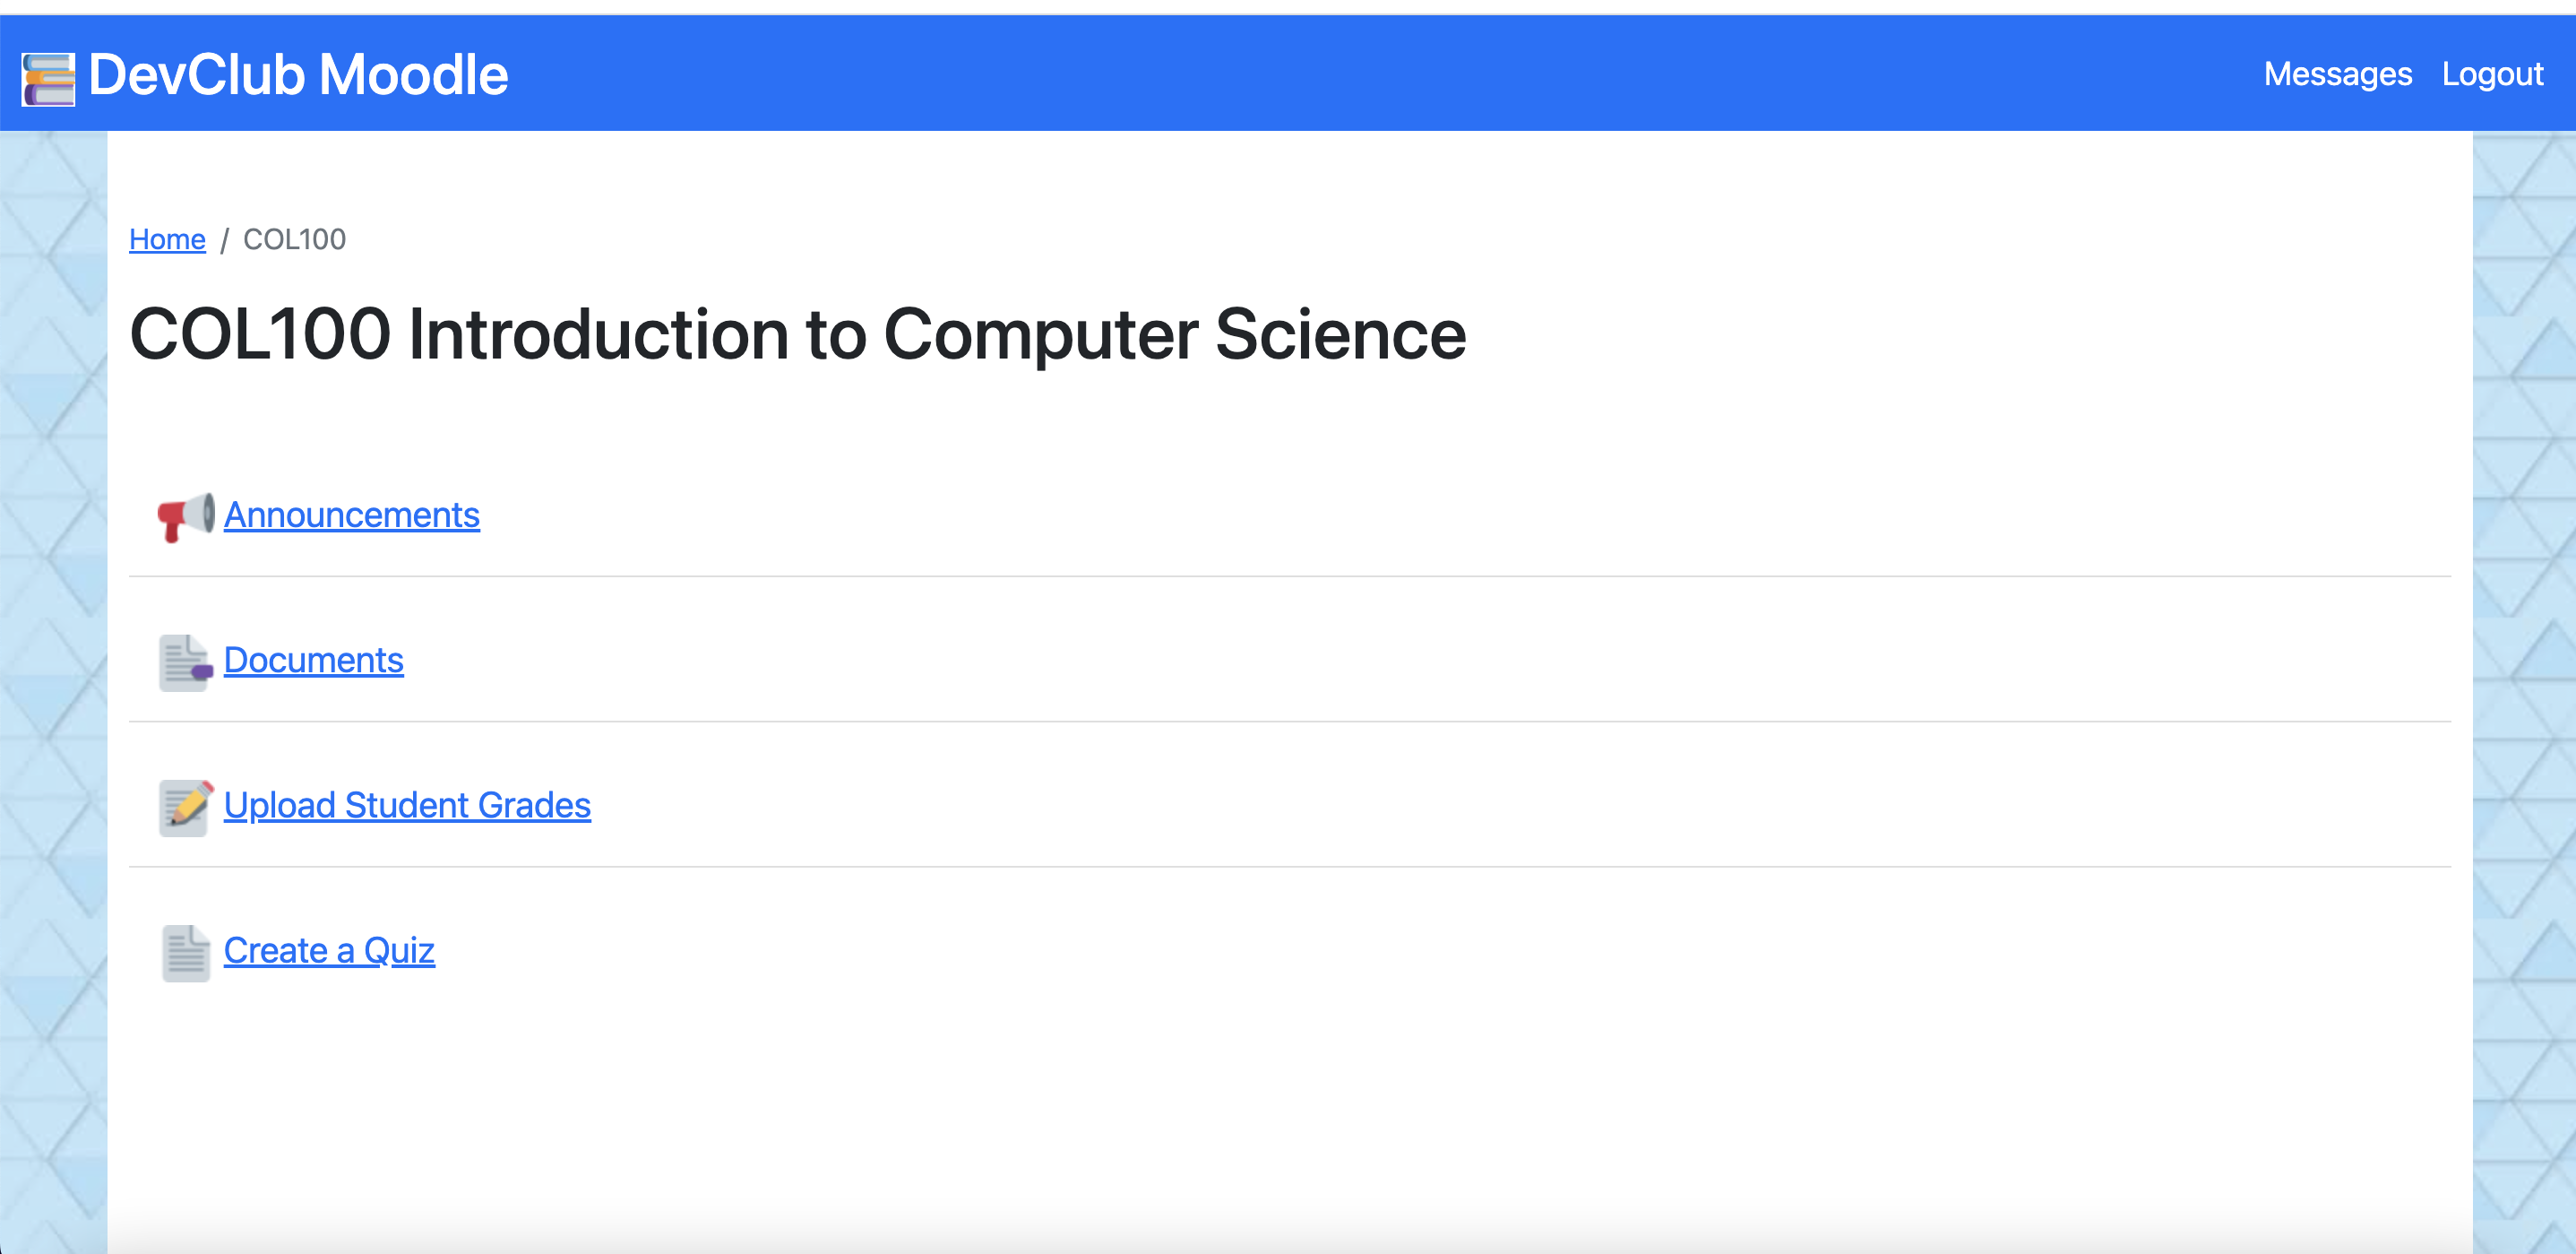 DevClub Moodle
Messages Logout
Home / COL100
COL100 Introduction to Computer Science
Announcements
Documents
Upload Student Grades
Create a Quiz